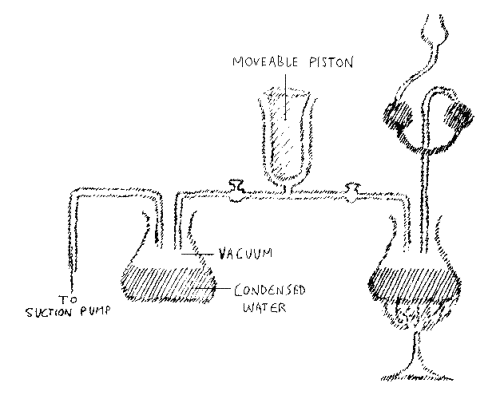 MOVEABLE PISTON
VACUUM
CONDENSED
WATER
TO
SUCTION PUMP